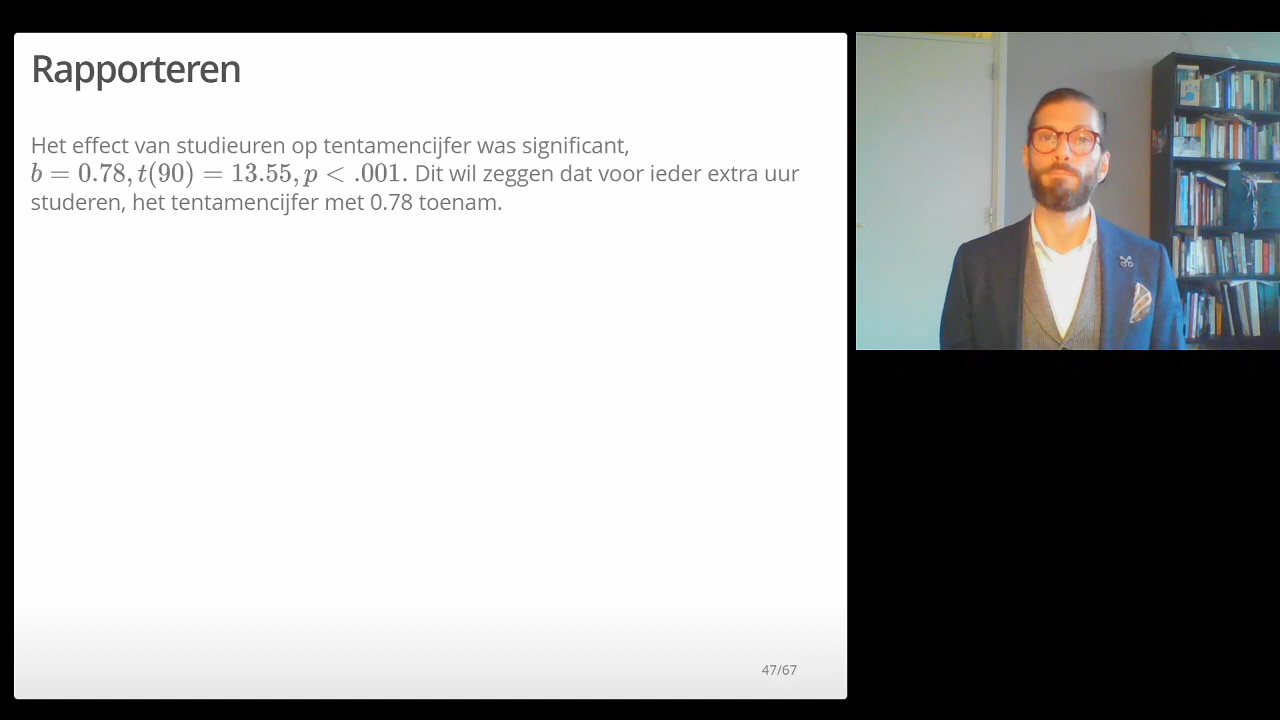 Rapporteren
Het effect van studieuren op tentamencijfer was significant,
b = 0.78, t(90) = 13.55, p < .001. Dit wil zeggen dat voor ieder extra uur
studeren, het tentamencijfer met 0.78 toenam.
47/67